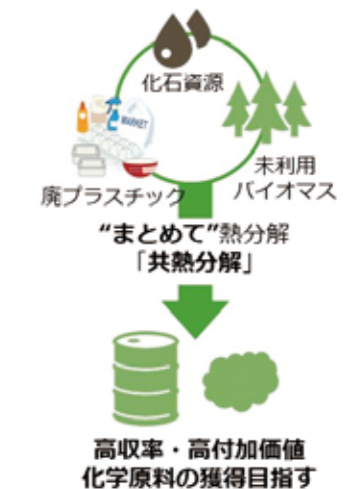 化石資源
MARKET
未利用
バイオマス
廃プラスチック
“まとめて”熱分解
「共熱分解」
高収率・高付加価値
化学原料の獲得目指す